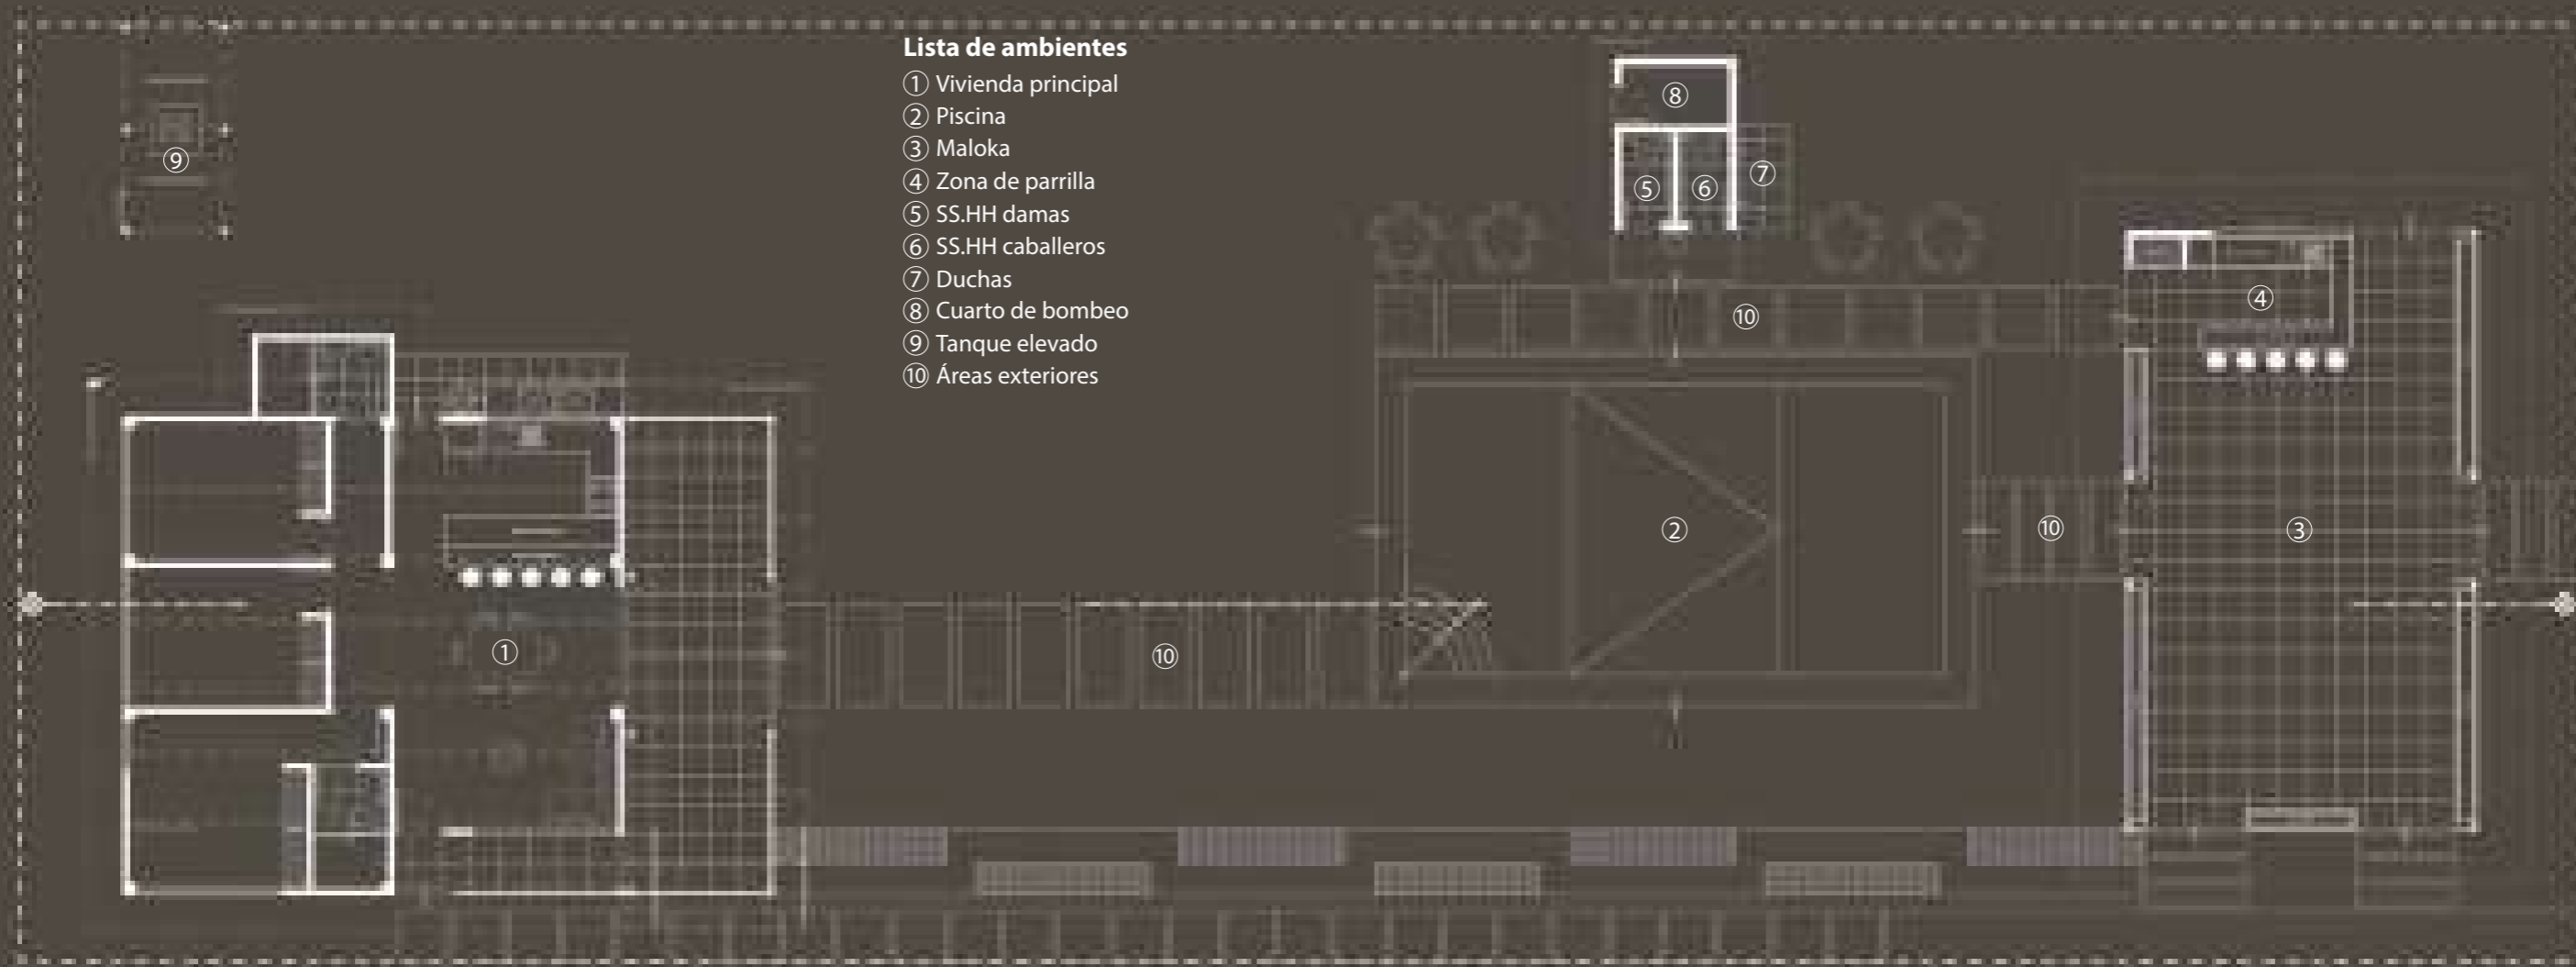 Lista de ambientes
① Vivienda principal
② Piscina
③ Maloka
④ Zona de parrilla
⑤ SS.HH damas
⑥ SS.HH caballeros
⑦ Duchas
⑧ Cuarto de bombeo
⑨ Tanque elevado
⑩ Áreas exteriores
⑧
⑨
⑤ ⑥ ⑦
④
⑩
② ⑩ ③
① ⑩